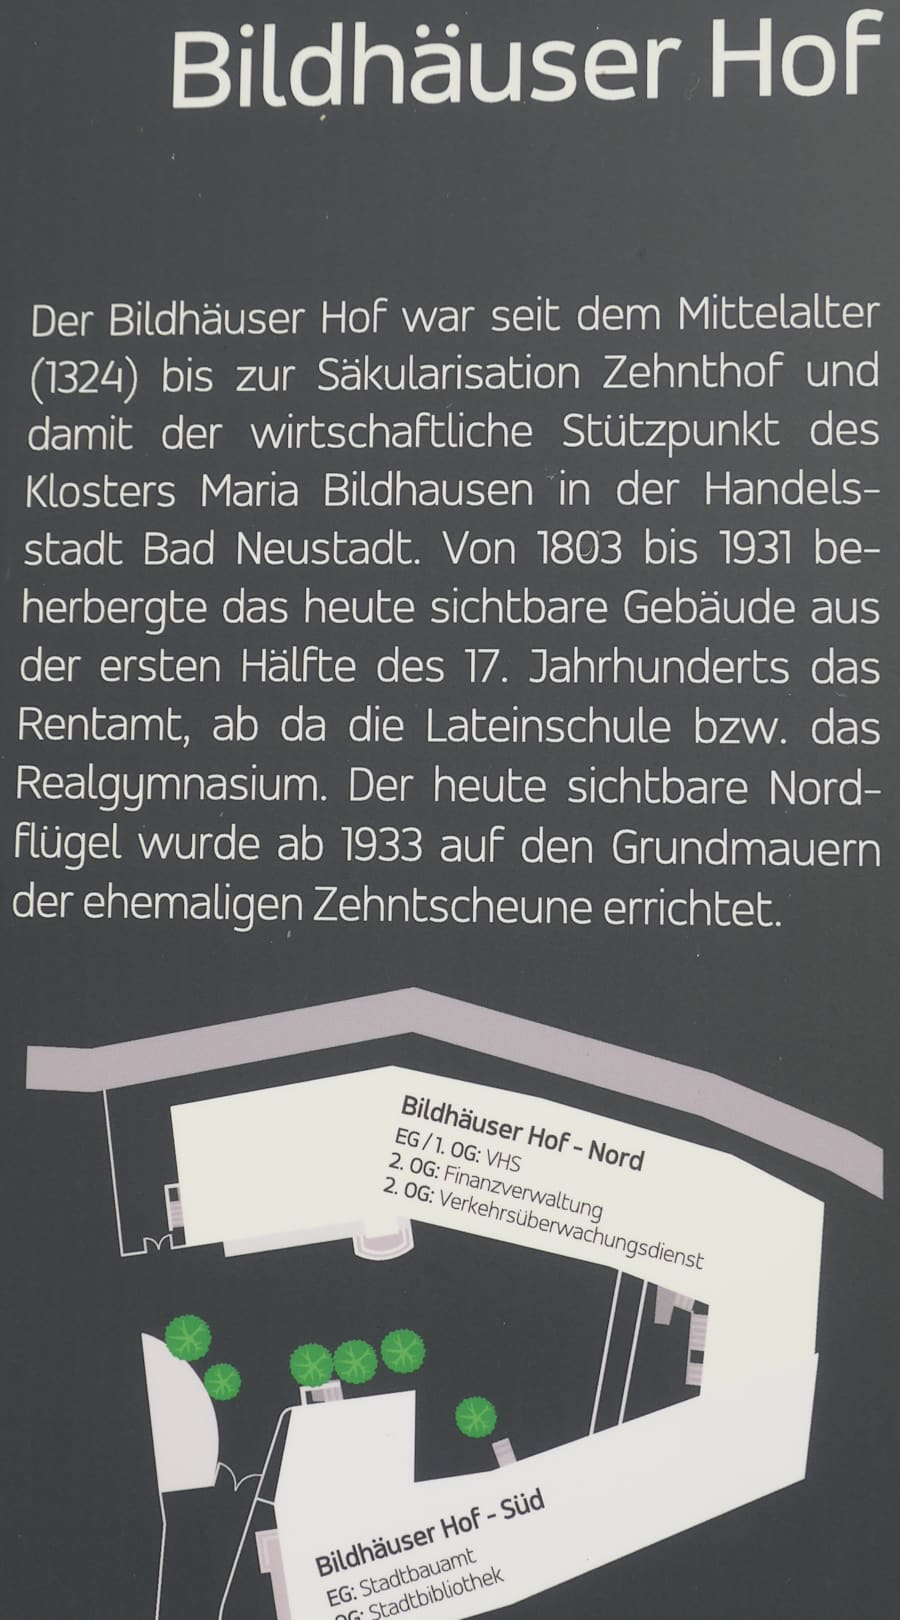 Bildhäuser Hof
Der Bildhäuser Hof war seit dem Mittelalter
(1324) bis zur Säkularisation Zehnthof und
damit der wirtschaftliche Stützpunkt des
Klosters Maria Bildhausen in der Handels-
stadt Bad Neustadt. Von 1803 bis 1931 be-
herbergte das heute sichtbare Gebäude aus
der ersten Hälfte des 17. Jahrhunderts das
Rentamt, ab da die Lateinschule bzw. das
Realgymnasium. Der heute sichtbare Nord-
flügel wurde ab 1933 auf den Grundmauern
der ehemaligen Zehntscheune errichtet.
Bildhäuser Hof - Nord
EG / 1. OG: VHS
2. OG: Finanzverwaltung
2. OG: Verkehrsüberwachungsdienst
Bildhäuser Hof - Süd
EG: Stadtbauamt
OG: Stadtbibliothek